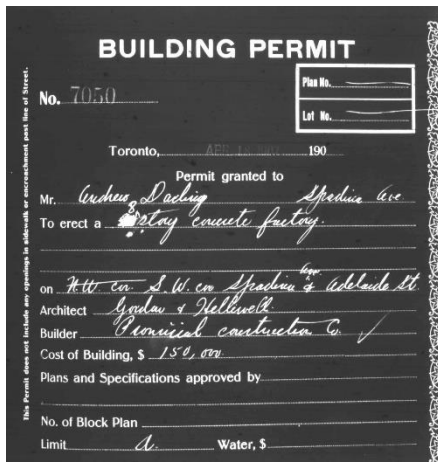 BUILDING PERMIT
Plan No.
No. 7050
Lot No.
Toronto, 190
Permit granted to
Mr. Andrew Darling Spadina Ave
To erect a 8 story concrete factory.
on N.W. cor S.W. cor Spadina Ave & Adelaide St
Architect Gordon & Helliwell
Builder Provincial construction Co.
Cost of Building, $ 150,000
Plans and Specifications approved by
No. of Block Plan
Limit A. Water, $
This Permit does not include any openings in sidewalk or encroachment past line of Street.